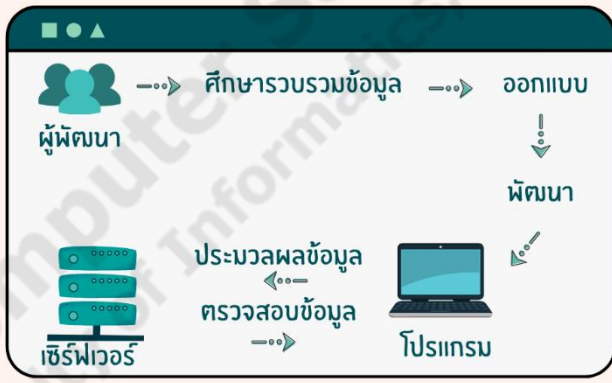 ศึกษารวบรวมข้อมูล
ออกแบบ
ผู้พัฒนา
พัฒนา
ประมวลผลข้อมูล
ตรวจสอบข้อมูล
เซิร์ฟเวอร์
โปรแกรม